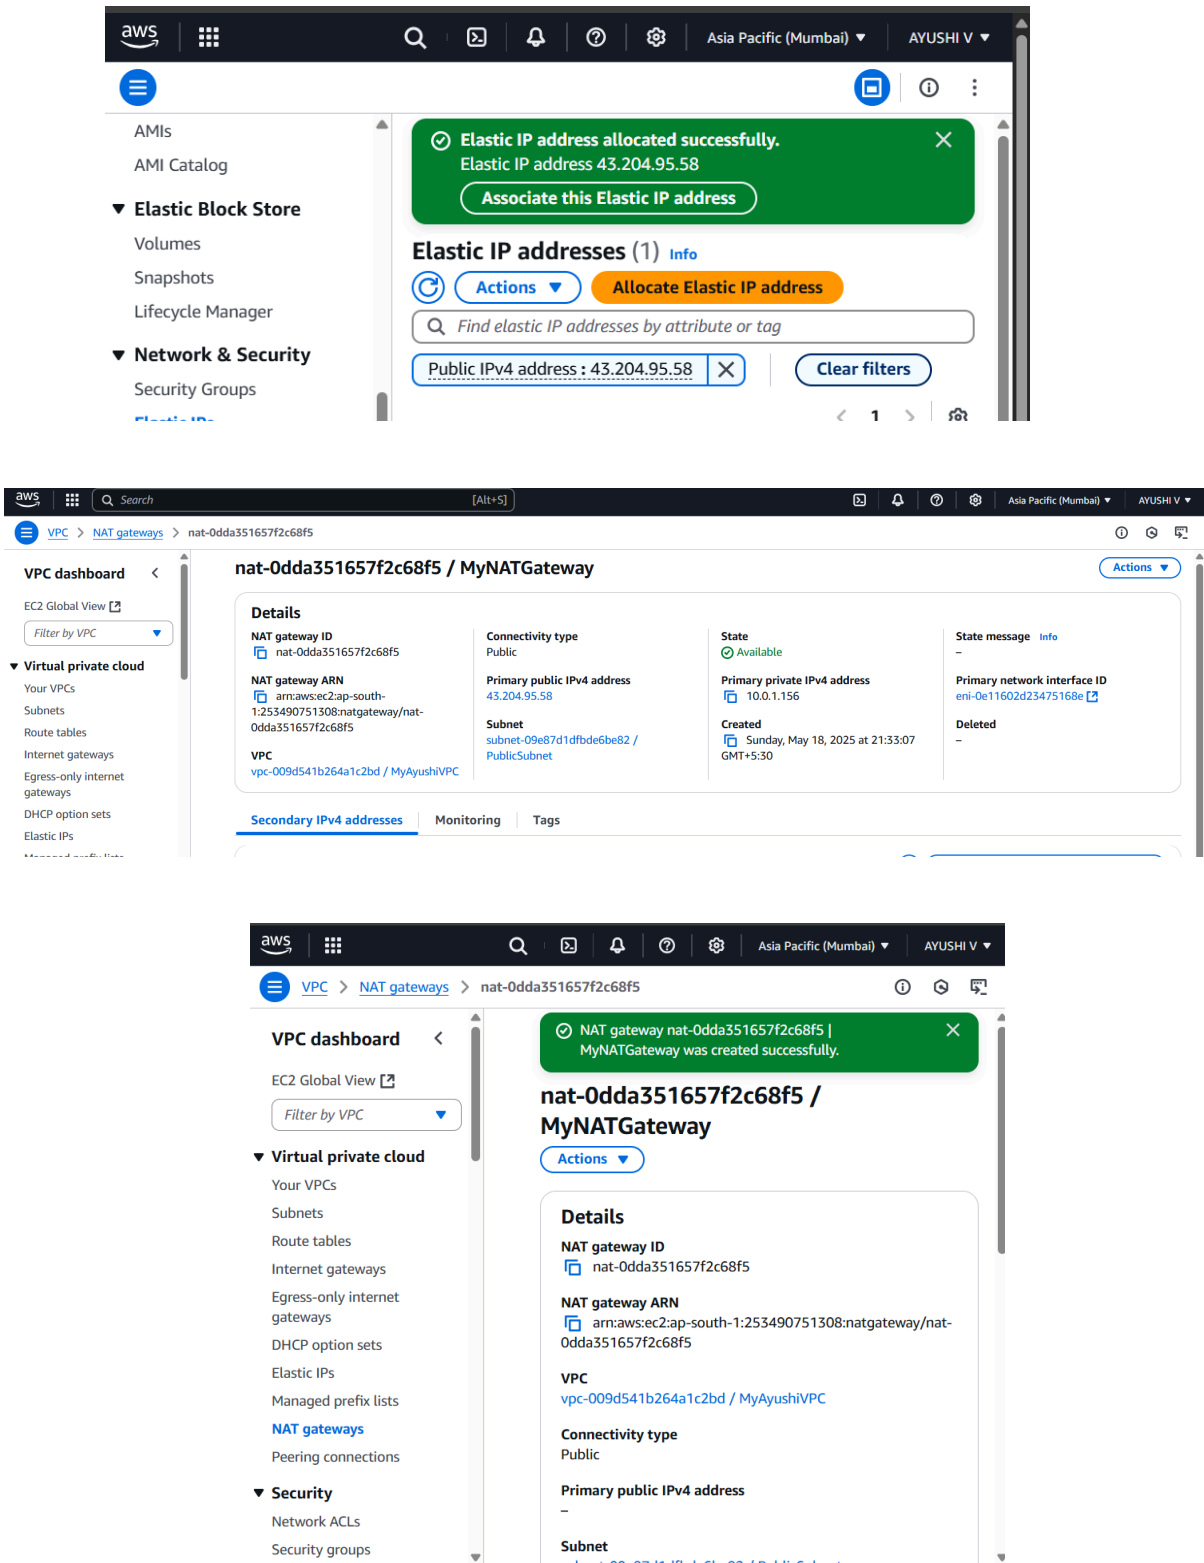 aws
Asia Pacific (Mumbai) ▼ AYUSHI V ▼
AMIs
AMI Catalog
Elastic Block Store
Volumes
Snapshots
Lifecycle Manager
Network & Security
Security Groups
Elastic IPs
Elastic IP address allocated successfully.
Elastic IP address 43.204.95.58
Associate this Elastic IP address
Elastic IP addresses (1) Info
Actions ▼ Allocate Elastic IP address
Find elastic IP addresses by attribute or tag
Public IPv4 address : 43.204.95.58 Clear filters
< 1 >
aws Search [Alt+S] Asia Pacific (Mumbai) ▼ AYUSHI V ▼
VPC > NAT gateways > nat-0dda351657f2c68f5
VPC dashboard
EC2 Global View
Filter by VPC
Virtual private cloud
Your VPCs
Subnets
Route tables
Internet gateways
Egress-only internet
gateways
DHCP option sets
Elastic IPs
Managed prefix lists
nat-0dda351657f2c68f5 / MyNATGateway Actions ▼
Details
NAT gateway ID
nat-0dda351657f2c68f5
NAT gateway ARN
arn:aws:ec2:ap-south-
1:253490751308:natgateway/nat-
0dda351657f2c68f5
VPC
vpc-009d541b264a1c2bd / MyAyushiVPC
Connectivity type
Public
Primary public IPv4 address
43.204.95.58
Subnet
subnet-09e87d1dfbde6be82 /
PublicSubnet
State
Available
Primary private IPv4 address
10.0.1.156
Created
Sunday, May 18, 2025 at 21:33:07
GMT+5:30
State message Info
–
Primary network interface ID
eni-0e11602d23475168e
Deleted
–
Secondary IPv4 addresses Monitoring Tags
aws Asia Pacific (Mumbai) ▼ AYUSHI V ▼
VPC > NAT gateways > nat-0dda351657f2c68f5
VPC dashboard
EC2 Global View
Filter by VPC
Virtual private cloud
Your VPCs
Subnets
Route tables
Internet gateways
Egress-only internet
gateways
DHCP option sets
Elastic IPs
Managed prefix lists
NAT gateways
Peering connections
Security
Network ACLs
Security groups
NAT gateway nat-0dda351657f2c68f5 |
MyNATGateway was created successfully.
nat-0dda351657f2c68f5 /
MyNATGateway
Actions ▼
Details
NAT gateway ID
nat-0dda351657f2c68f5
NAT gateway ARN
arn:aws:ec2:ap-south-1:253490751308:natgateway/nat-
0dda351657f2c68f5
VPC
vpc-009d541b264a1c2bd / MyAyushiVPC
Connectivity type
Public
Primary public IPv4 address
–
Subnet